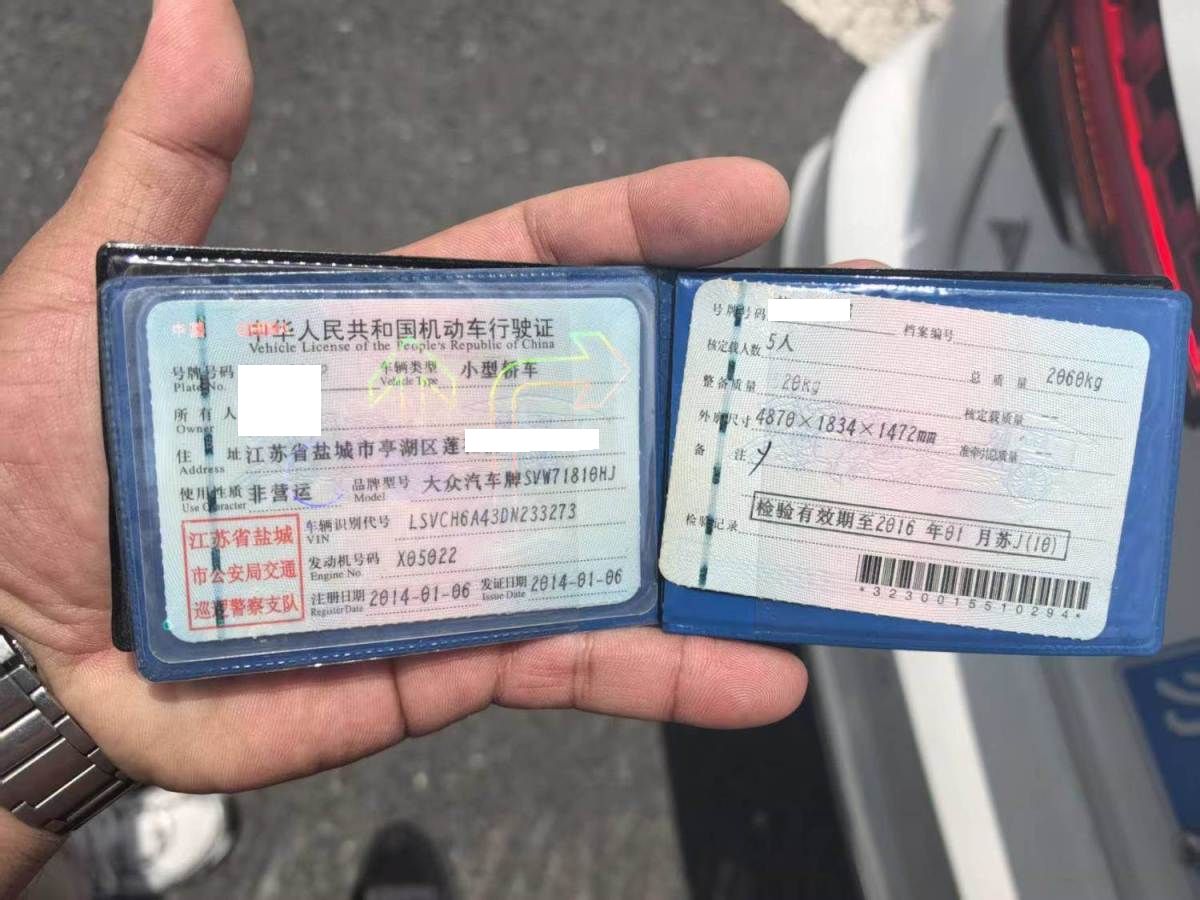 中华人民共和国机动车行驶证
Vehicle License of the People's Republic of China
号牌号码
Plate No.
车辆类型 小型轿车
Vehicle Type
所有人
Owner
住址 江苏省盐城市亭湖区莲
Address
使用性质 非营运
Use Character
品牌型号 大众汽车牌SVW71810HJ
Model
江苏省盐城
市公安局交通
巡逻警察支队
车辆识别代号 LSVCH6A43DN233273
VIN
发动机号码 X05022
Engine No.
注册日期 2014-01-06
Register Date
发证日期 2014-01-06
Issue Date
号牌号码
档案编号
核定载人数 5人
总质量 2060kg
整备质量 20kg
核定载质量 --
外廓尺寸 4870×1834×1472mm
准牵引总质量 --
备注
检验记录
检验有效期至2016 年01 月苏J(10)
*3230015510294*